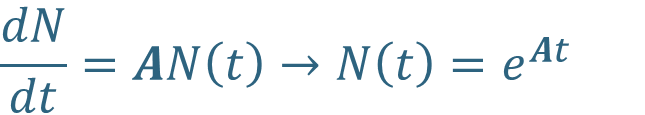 dN/dt = AN(t) → N(t) = e^{At}